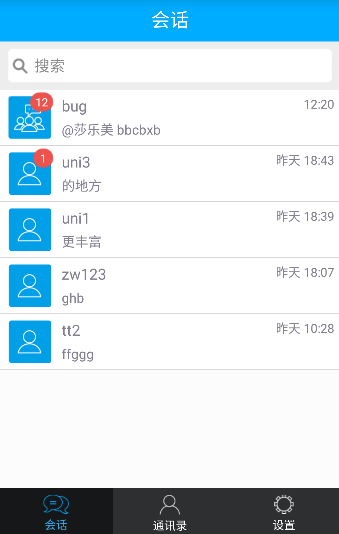 会话
搜索
12
bug
12:20
@莎乐美 bbcbxb
1
uni3
昨天 18:43
的地方
uni1
昨天 18:39
更丰富
zw123
昨天 18:07
ghb
tt2
昨天 10:28
ffggg
会话
通讯录
设置